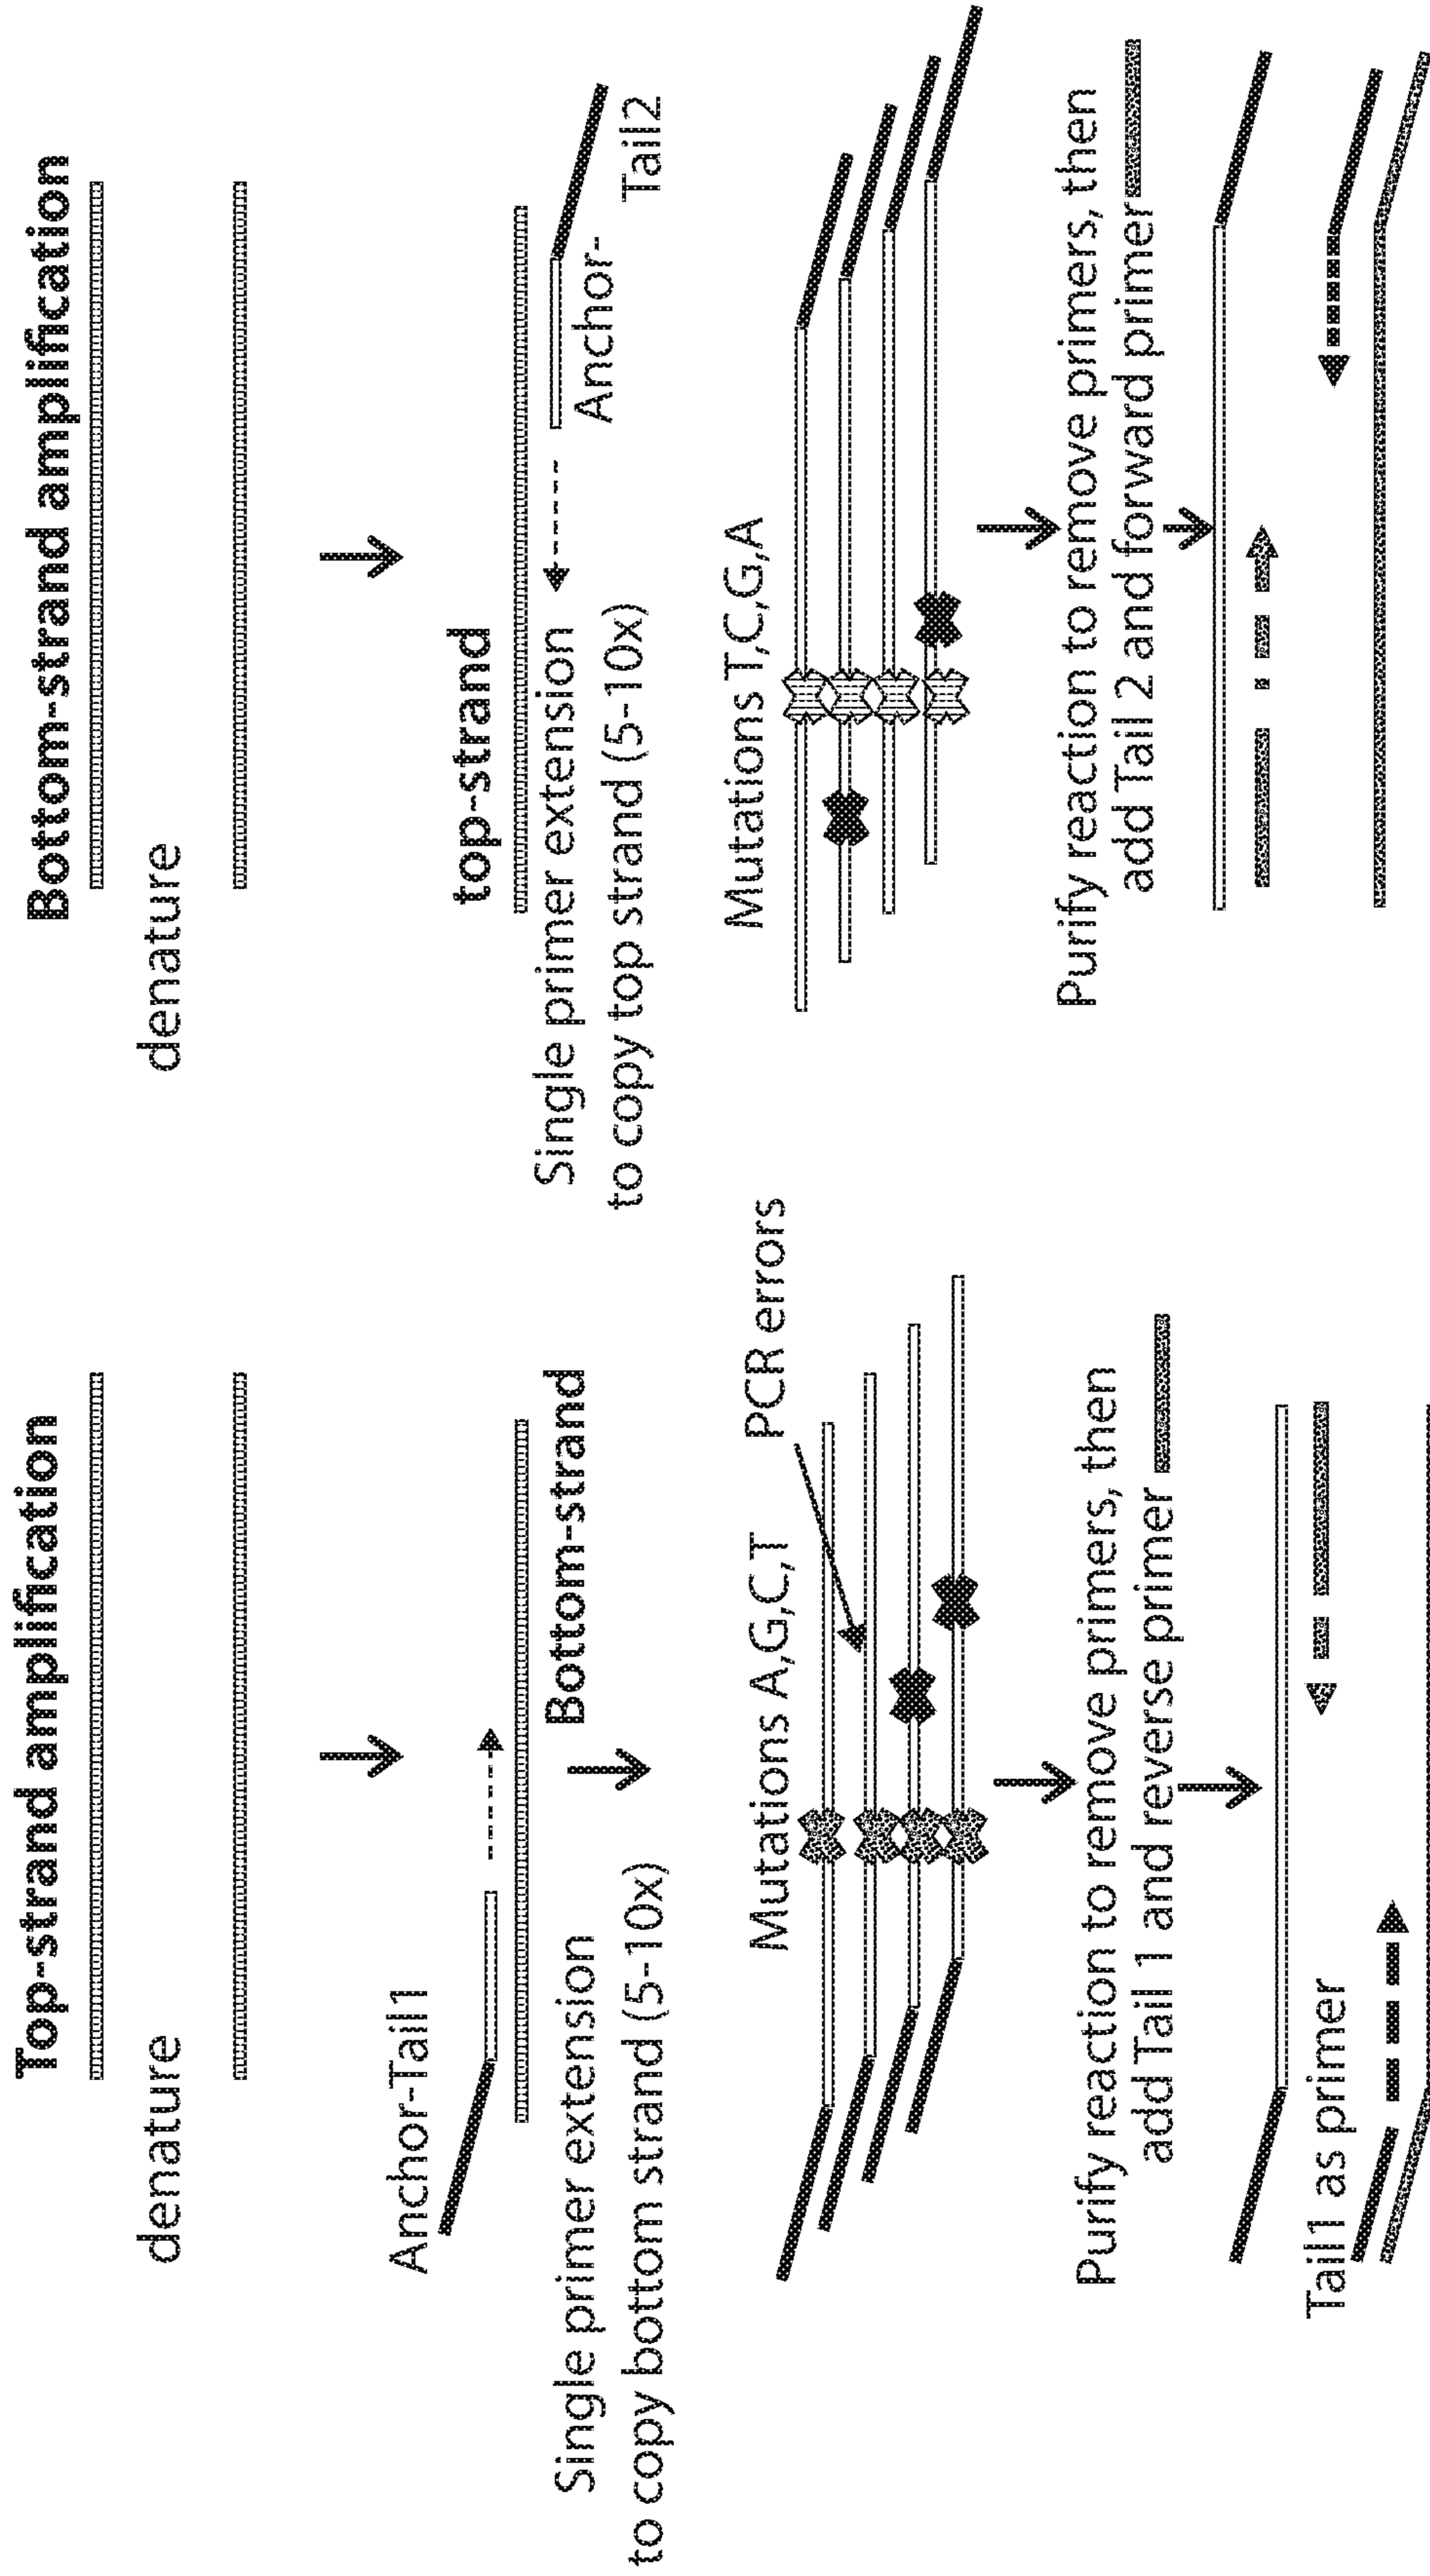 Top-strand amplification
denature
Anchor-Tail1
Bottom-strand
Single primer extension
to copy bottom strand (5-10x)
Mutations A,G,C,T
PCR errors
Purify reaction to remove primers, then
add Tail 1 and reverse primer
Tail1 as primer
Bottom-strand amplification
denature
top-strand
Anchor-
Tail2
Single primer extension
to copy top strand (5-10x)
Mutations T,C,G,A
Purify reaction to remove primers, then
add Tail 2 and forward primer